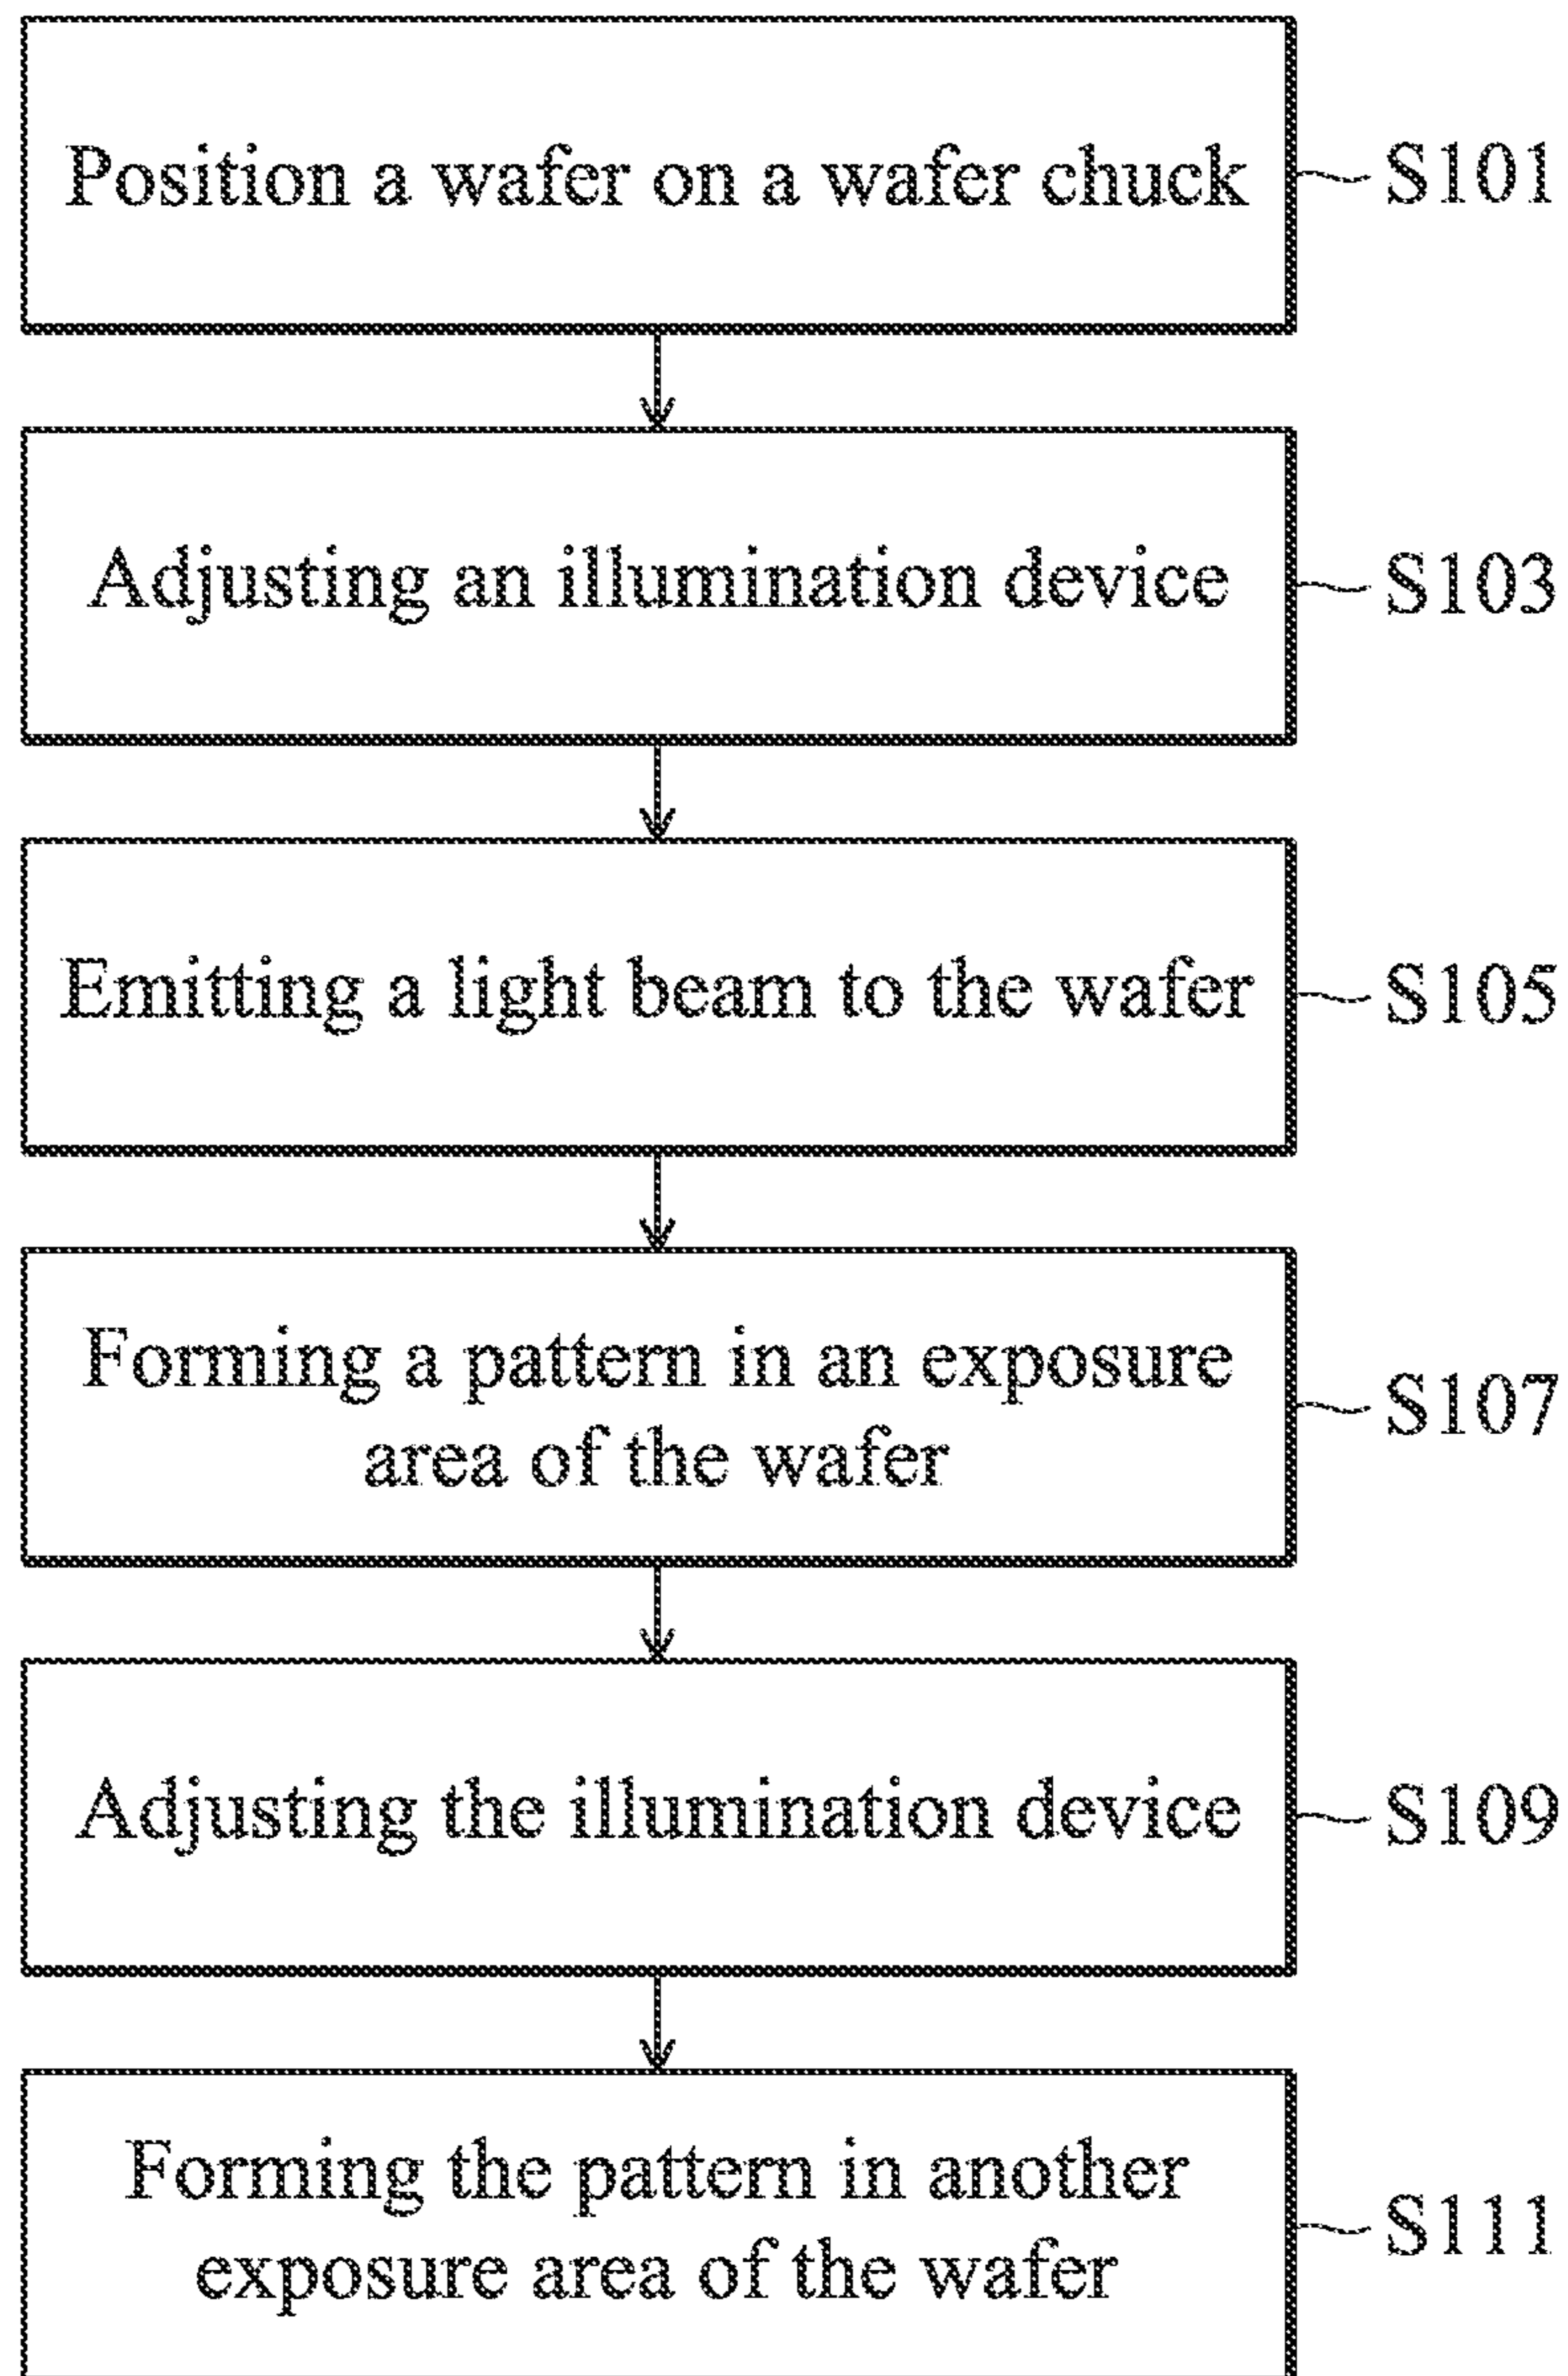 Position a wafer on a wafer chuck
S101
Adjusting an illumination device
S103
Emitting a light beam to the wafer
S105
Forming a pattern in an exposure
area of the wafer
S107
Adjusting the illumination device
S109
Forming the pattern in another
exposure area of the wafer
S111